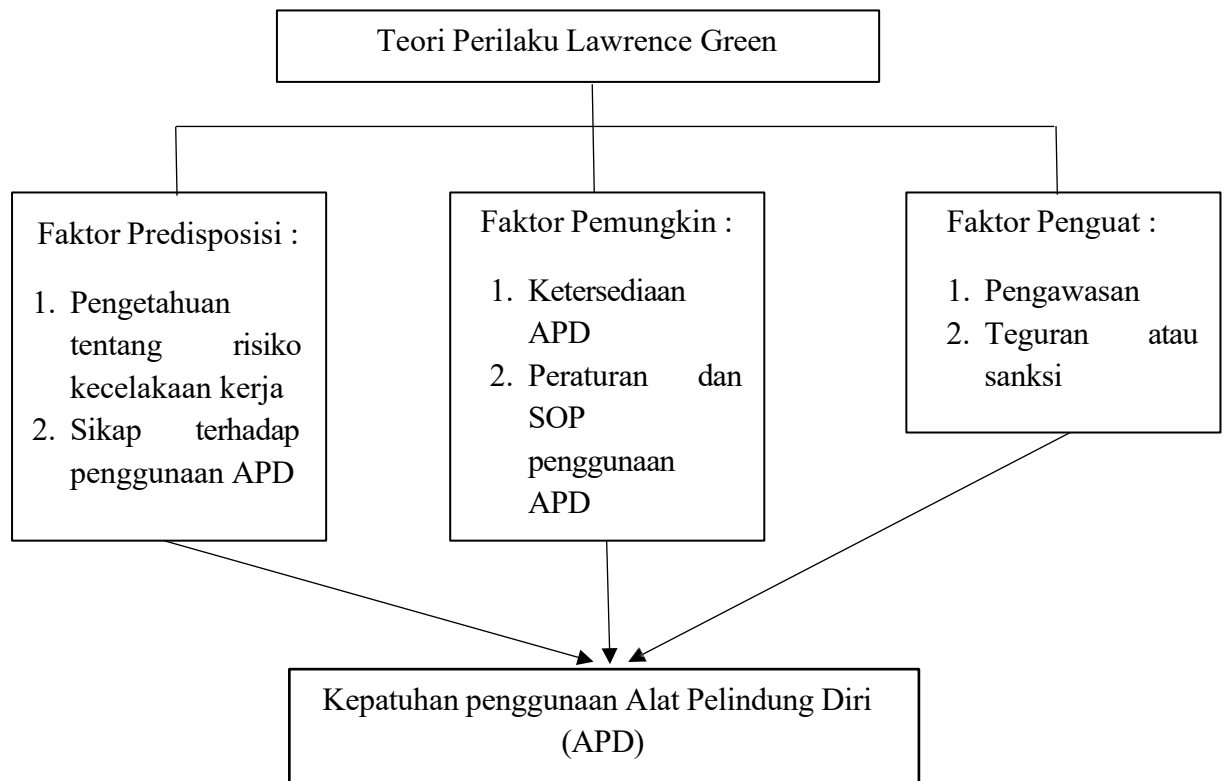 Teori Perilaku Lawrence Green
Faktor Predisposisi :
1. Pengetahuan
tentang risiko
kecelakaan kerja
2. Sikap terhadap
penggunaan APD
Faktor Pemungkin :
1. Ketersediaan
APD
2. Peraturan dan
SOP
penggunaan
APD
Faktor Penguat :
1. Pengawasan
2. Teguran atau
sanksi
Kepatuhan penggunaan Alat Pelindung Diri
(APD)